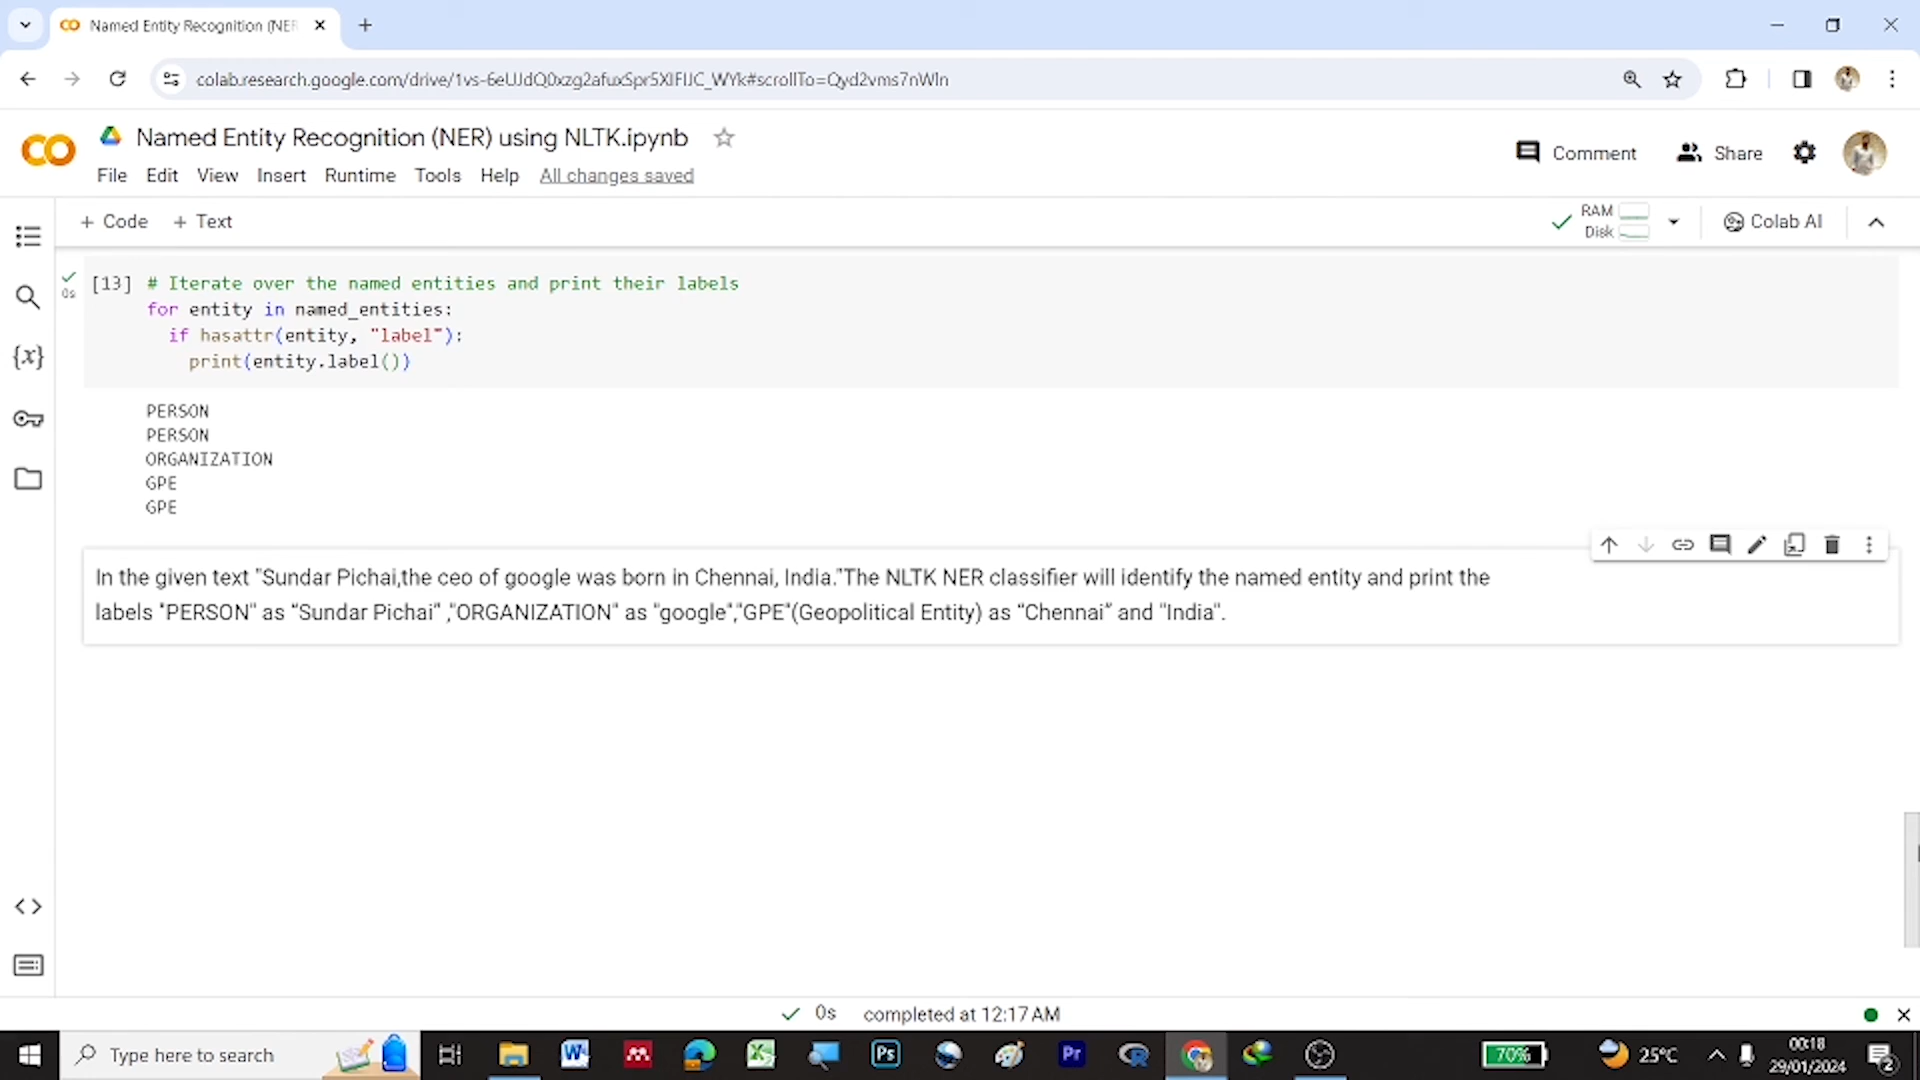 Named Entity Recognition (NER
colab.research.google.com/drive/1vs-6eUJdQ0xzg2afuxSpr5XlFIJC_WYk#scrollTo=Qyd2vms7nWln
Named Entity Recognition (NER) using NLTK.ipynb
Comment
Share
File Edit View Insert Runtime Tools Help All changes saved
+ Code + Text
RAM
Disk
Colab AI
[13] # Iterate over the named entities and print their labels
0s
for entity in named_entities:
if hasattr(entity, "label"):
print(entity.label())
PERSON
PERSON
ORGANIZATION
GPE
GPE
In the given text "Sundar Pichai,the ceo of google was born in Chennai, India."The NLTK NER classifier will identify the named entity and print the
labels "PERSON" as “Sundar Pichai” ,"ORGANIZATION" as "google","GPE"(Geopolitical Entity) as “Chennai” and "India".
0s completed at 12:17 AM
Type here to search
70%
25°C
00:18
29/01/2024
2